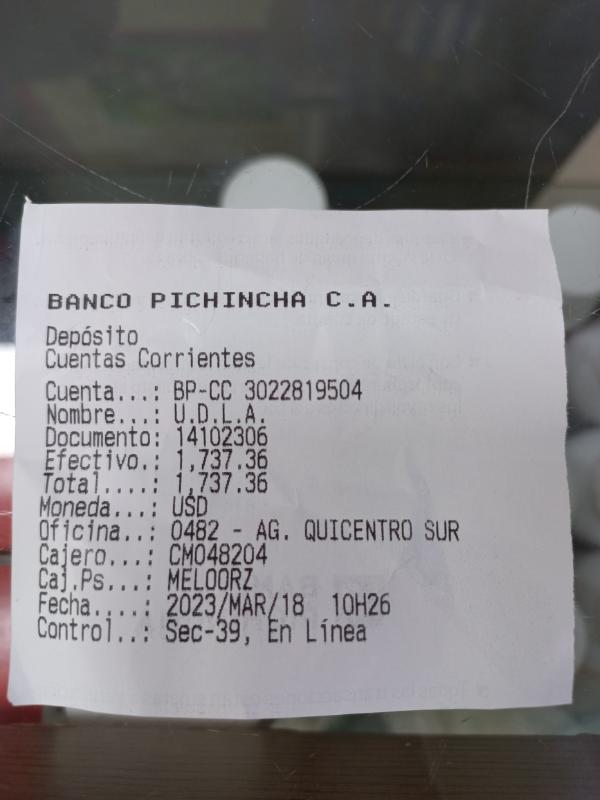 BANCO PICHINCHA C.A.
Depósito
Cuentas Corrientes
Cuenta...: BP-CC 3022819504
Nombre...: U.D.L.A.
Documento: 14102306
Efectivo.: 1,737.36
Total....: 1,737.36
Moneda...: USD
Oficina..: 0482 - AG. QUICENTRO SUR
Cajero...: CM048204
Caj.Ps...: MELOORZ
Fecha....: 2023/MAR/18 10H26
Control..: Sec-39, En Línea